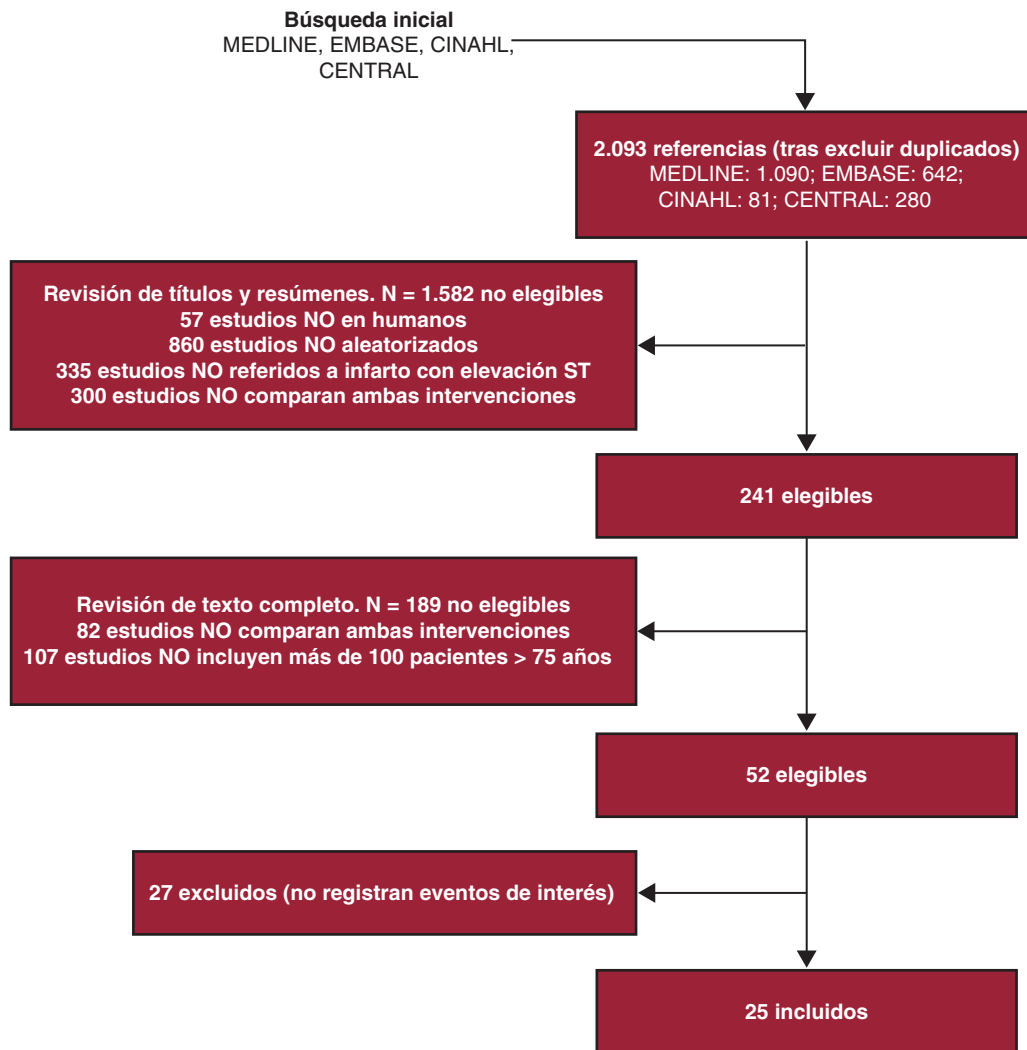 Búsqueda inicial
MEDLINE, EMBASE, CINAHL,
CENTRAL
2.093 referencias (tras excluir duplicados)
MEDLINE: 1.090; EMBASE: 642;
CINAHL: 81; CENTRAL: 280
Revisión de títulos y resúmenes. N = 1.582 no elegibles
57 estudios NO en humanos
860 estudios NO aleatorizados
335 estudios NO referidos a infarto con elevación ST
300 estudios NO comparan ambas intervenciones
241 elegibles
Revisión de texto completo. N = 189 no elegibles
82 estudios NO comparan ambas intervenciones
107 estudios NO incluyen más de 100 pacientes > 75 años
52 elegibles
27 excluidos (no registran eventos de interés)
25 incluidos